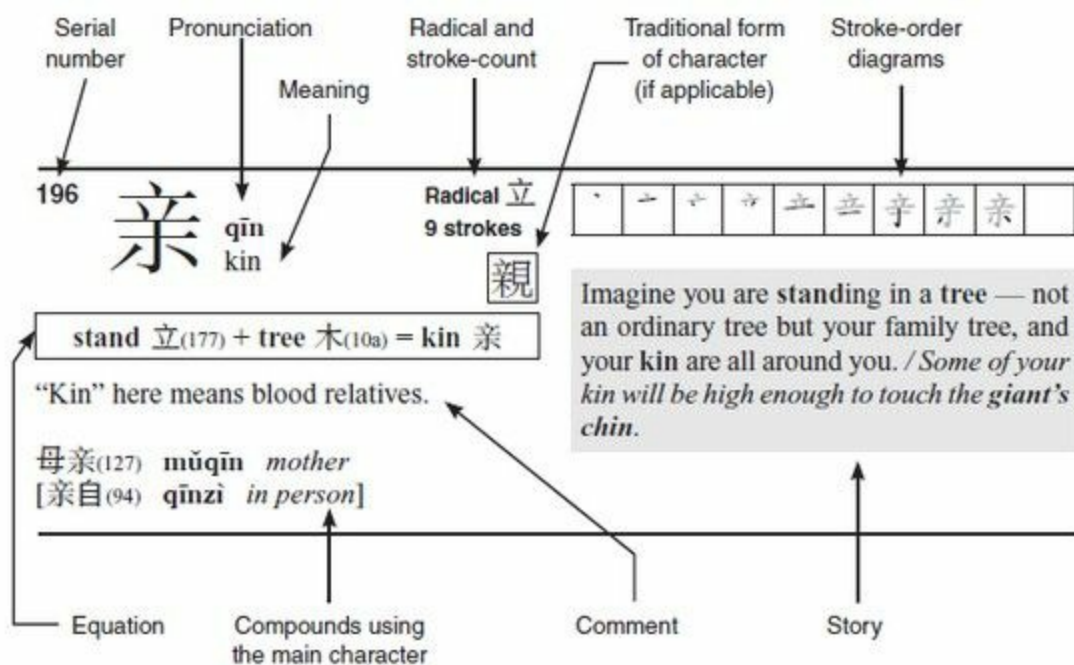 Serial
number
Pronunciation
Meaning
Radical and
stroke-count
Traditional form
of character
(if applicable)
Stroke-order
diagrams
196
亲
qīn
kin
Radical 立
9 strokes
親
stand 立(177) + tree 木(10a) = kin 亲
“Kin” here means blood relatives.
母亲(127) mǔqīn mother
[亲自(94) qīnzì in person]
Imagine you are standing in a tree — not
an ordinary tree but your family tree, and
your kin are all around you. / Some of your
kin will be high enough to touch the giant’s
chin.
Equation
Compounds using
the main character
Comment
Story